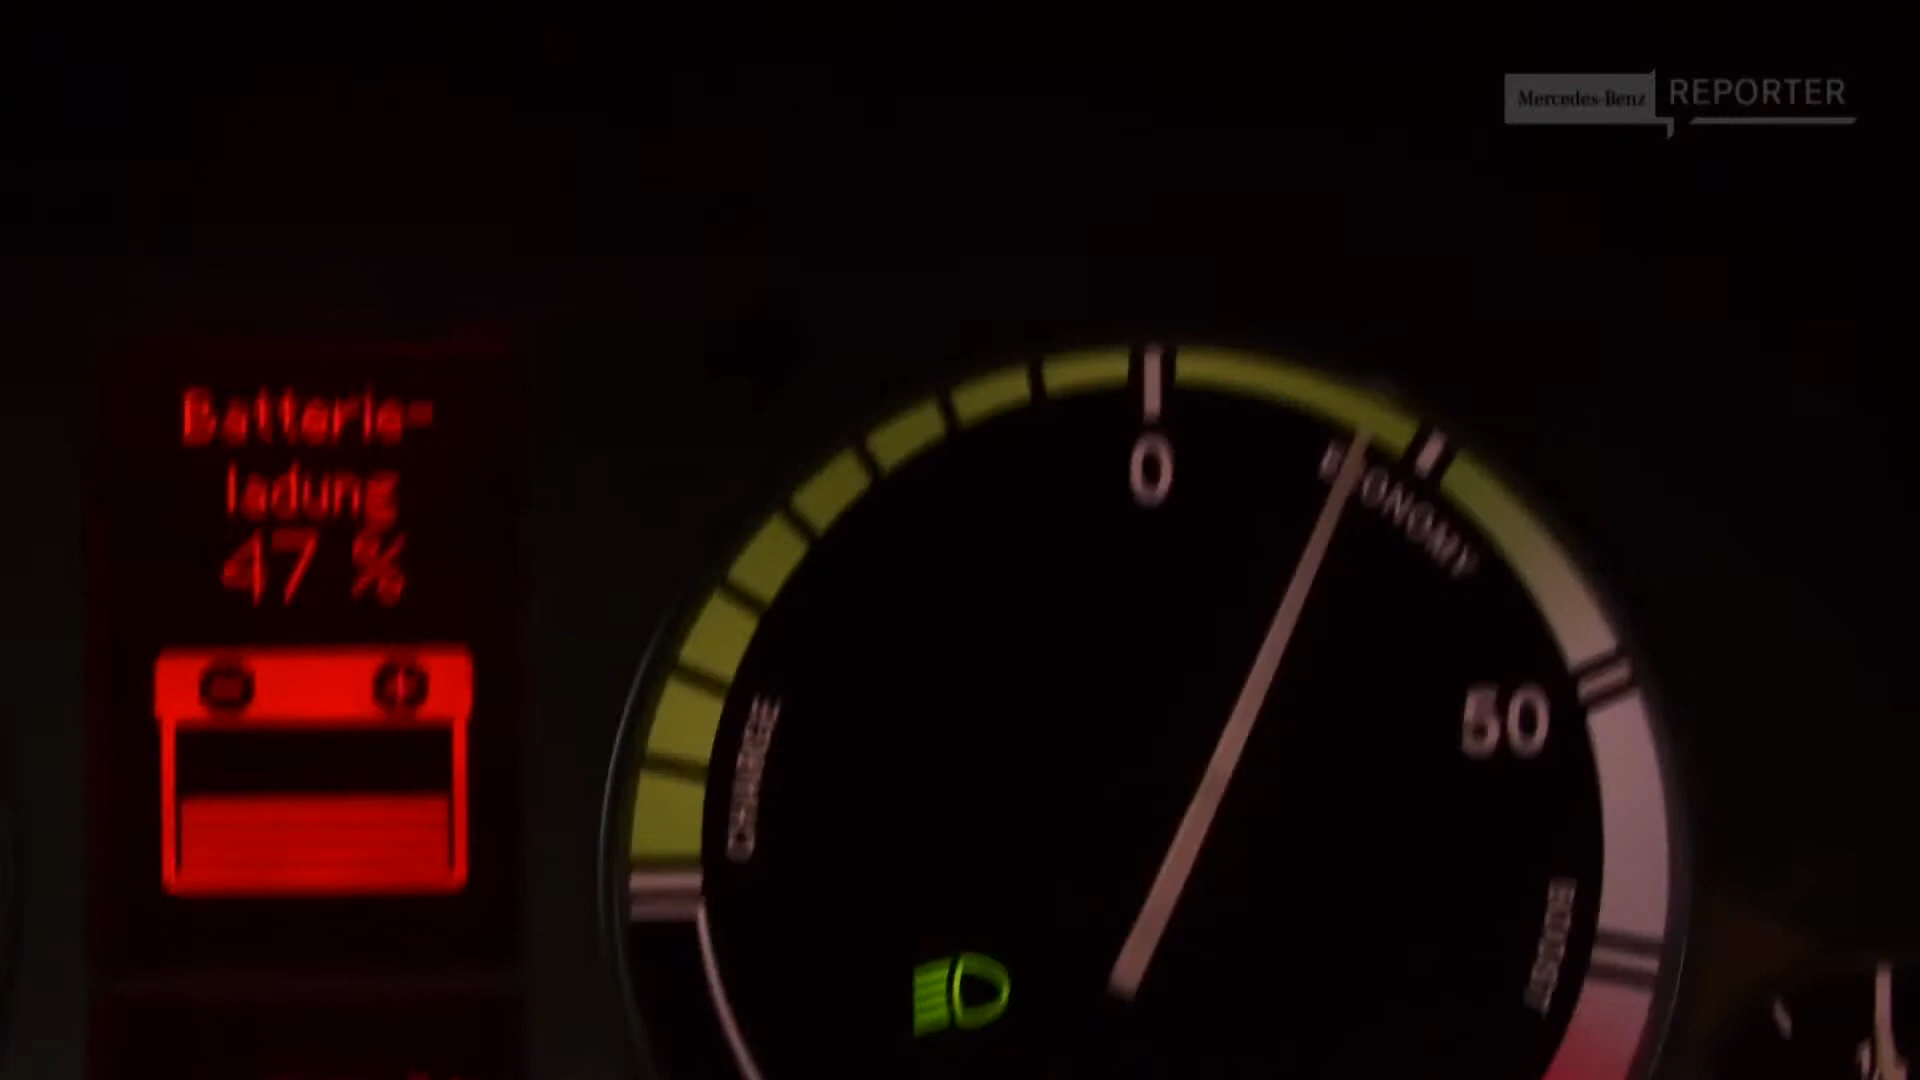 Mercedes-Benz REPORTER
Batterie-
ladung
47 %
0
ECONOMY
50
CHARGE
BOOST